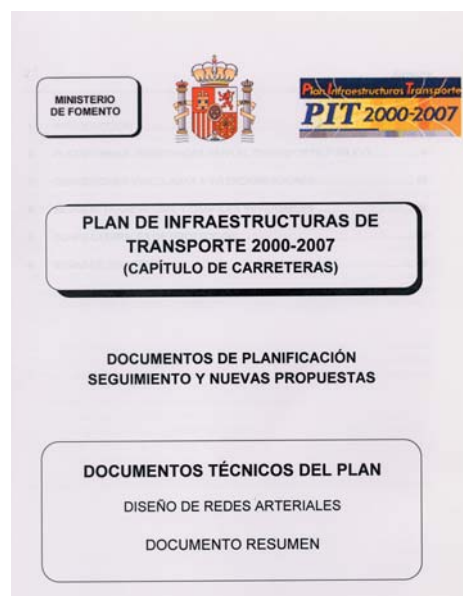 MINISTERIO
DE FOMENTO
Plan Infraestructuras Transporte
PIT 2000-2007
PLAN DE INFRAESTRUCTURAS DE
TRANSPORTE 2000-2007
(CAPÍTULO DE CARRETERAS)
DOCUMENTOS DE PLANIFICACIÓN
SEGUIMIENTO Y NUEVAS PROPUESTAS
DOCUMENTOS TÉCNICOS DEL PLAN
DISEÑO DE REDES ARTERIALES
DOCUMENTO RESUMEN